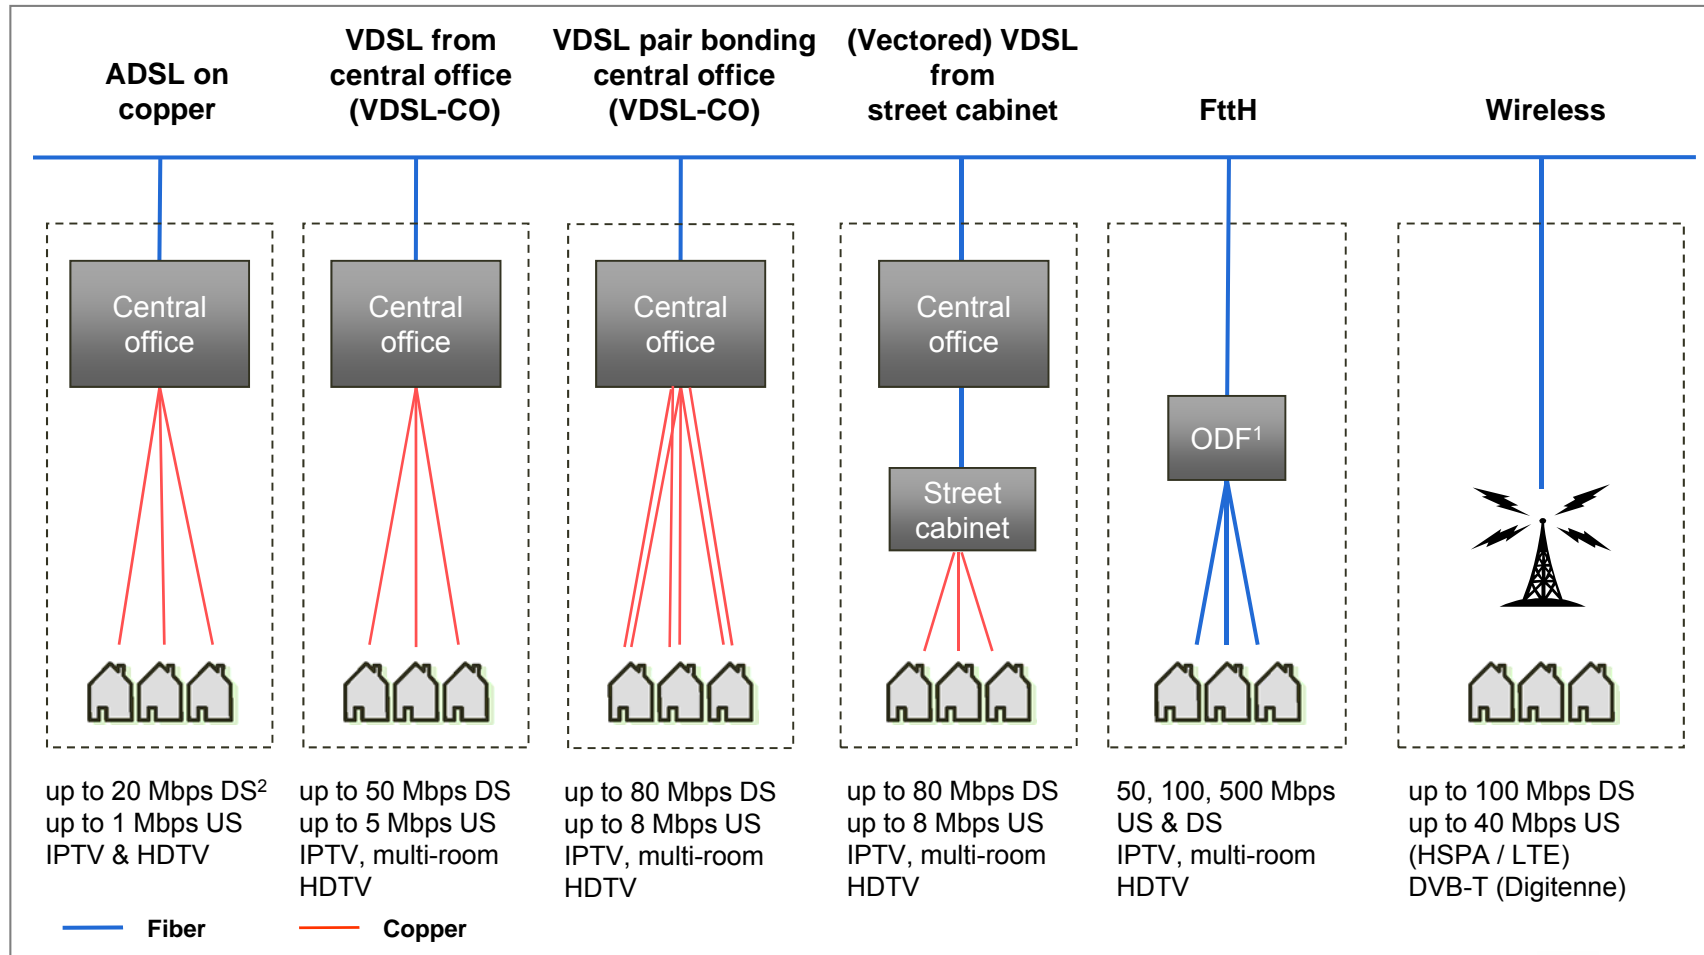 ADSL on
copper
VDSL from
central office
(VDSL-CO)
VDSL pair bonding
central office
(VDSL-CO)
(Vectored) VDSL
from
street cabinet
FttH
Wireless
Central
office
Central
office
Central
office
Central
office
Street
cabinet
ODF¹
up to 20 Mbps DS²
up to 1 Mbps US
IPTV & HDTV
up to 50 Mbps DS
up to 5 Mbps US
IPTV, multi-room
HDTV
up to 80 Mbps DS
up to 8 Mbps US
IPTV, multi-room
HDTV
up to 80 Mbps DS
up to 8 Mbps US
IPTV, multi-room
HDTV
50, 100, 500 Mbps
US & DS
IPTV, multi-room
HDTV
up to 100 Mbps DS
up to 40 Mbps US
(HSPA / LTE)
DVB-T (Digitenne)
Fiber
Copper